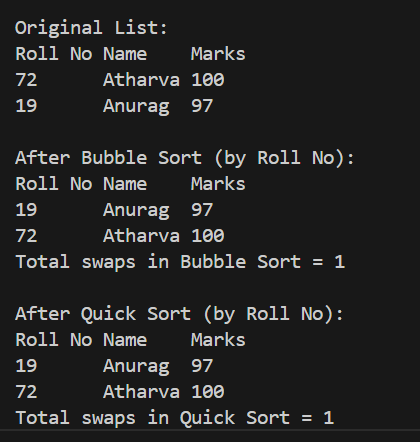 Original List:
Roll No Name    Marks
72      Atharva 100
19      Anurag  97

After Bubble Sort (by Roll No):
Roll No Name    Marks
19      Anurag  97
72      Atharva 100
Total swaps in Bubble Sort = 1

After Quick Sort (by Roll No):
Roll No Name    Marks
19      Anurag  97
72      Atharva 100
Total swaps in Quick Sort = 1